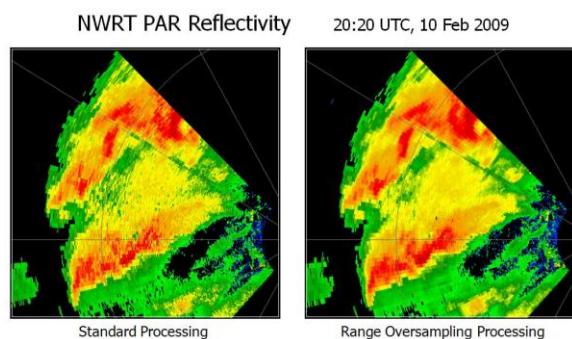 NWRT PAR Reflectivity 20:20 UTC, 10 Feb 2009
Standard Processing
Range Oversampling Processing